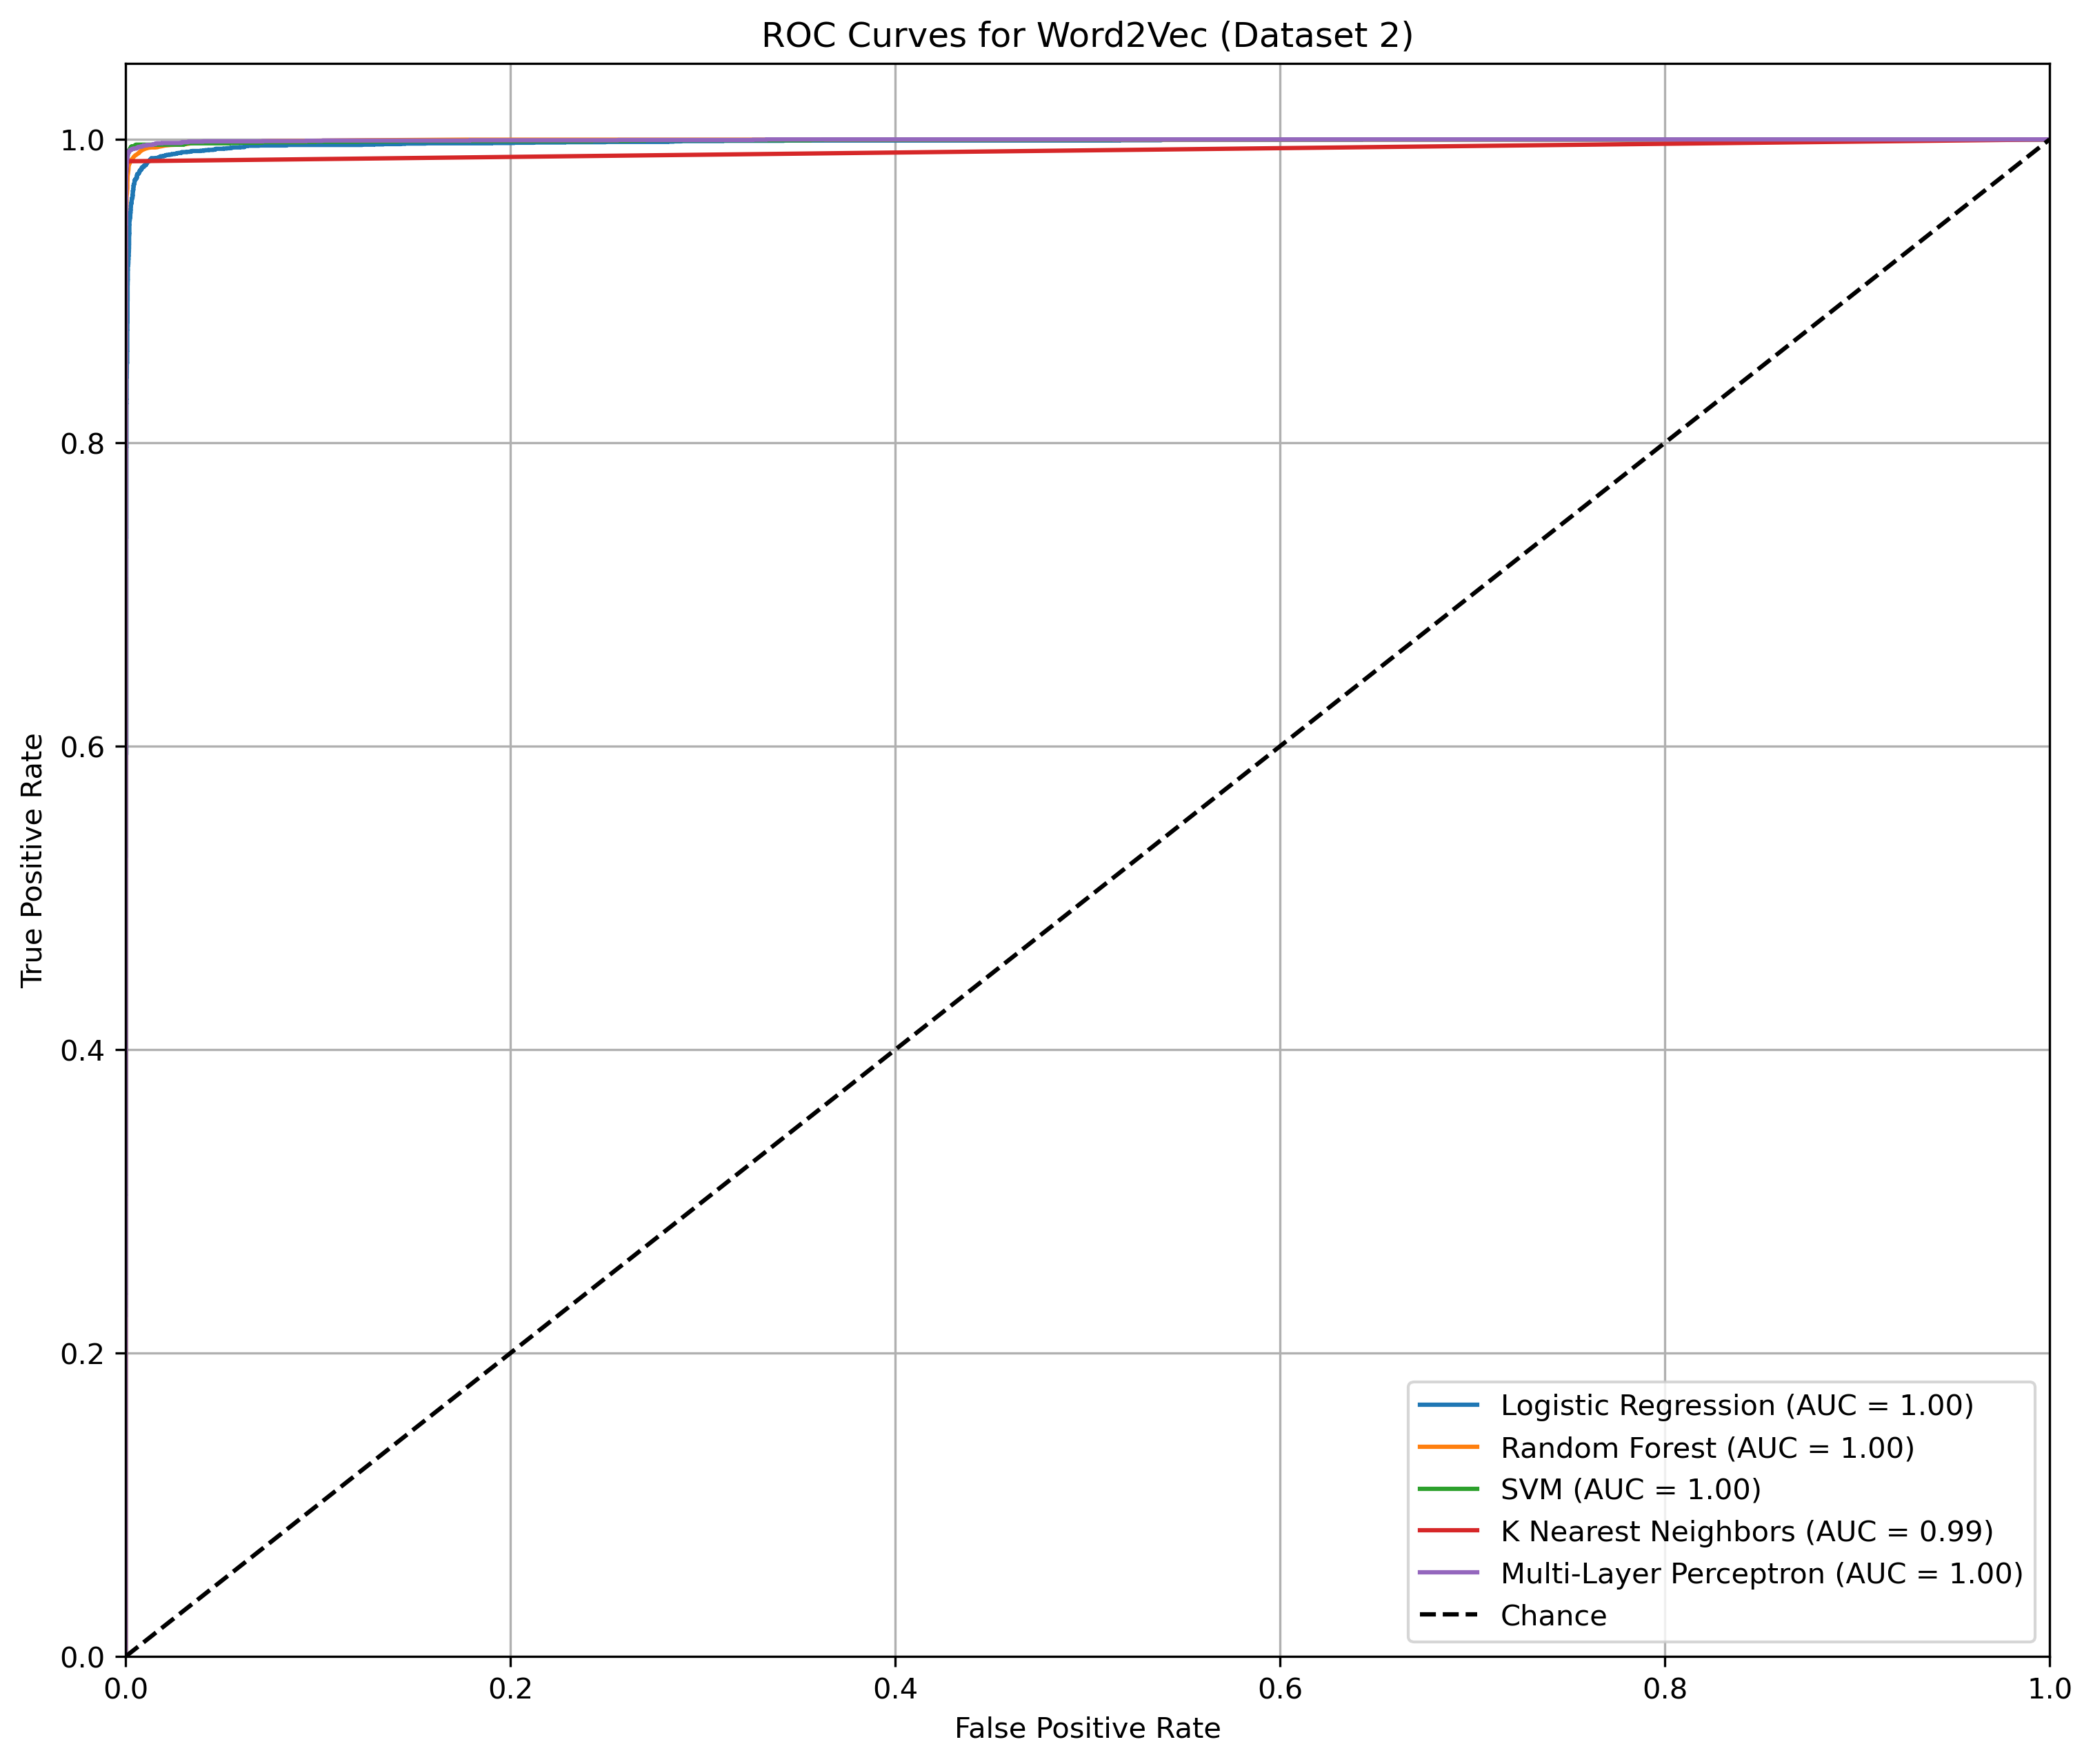 ROC Curves for Word2Vec (Dataset 2)
True Positive Rate
1.0
0.8
0.6
0.4
0.2
0.0
0.0 0.2 0.4 0.6 0.8 1.0
False Positive Rate
Logistic Regression (AUC = 1.00)
Random Forest (AUC = 1.00)
SVM (AUC = 1.00)
K Nearest Neighbors (AUC = 0.99)
Multi-Layer Perceptron (AUC = 1.00)
Chance